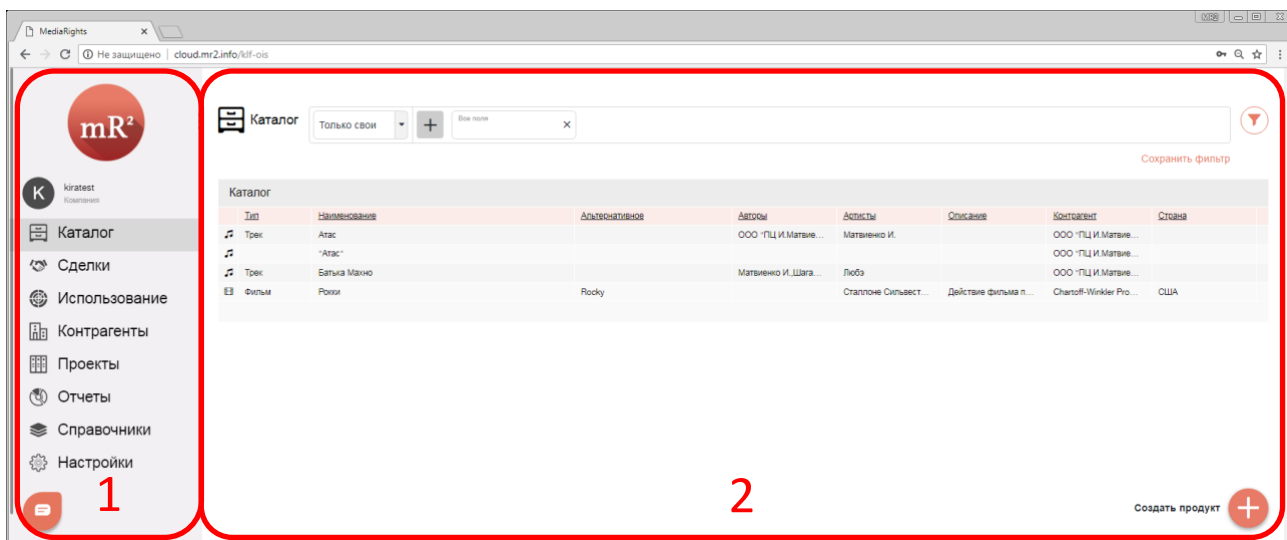 MR2
MediaRights
Не защищено cloud.mr2.info/klf-ois
mR²
K
kiratest
Компания
Каталог
Сделки
Использование
Контрагенты
Проекты
Отчеты
Справочники
Настройки
1
Каталог Только свои Все поля
Сохранить фильтр
Каталог
Тип Наименование Альтернативное Авторы Артисты Описание Контрагент Страна
Трек Атас ООО "ПЦ И.Матвие... Матвиенко И. ООО "ПЦ И.Матвие...
"Атас" ООО "ПЦ И.Матвие...
Трек Батька Махно Матвиенко И.,Шага... Любэ ООО "ПЦ И.Матвие...
Фильм Рокки Rocky Сталлоне Сильвест... Действие фильма п... Chartoff-Winkler Pro... США
2
Создать продукт